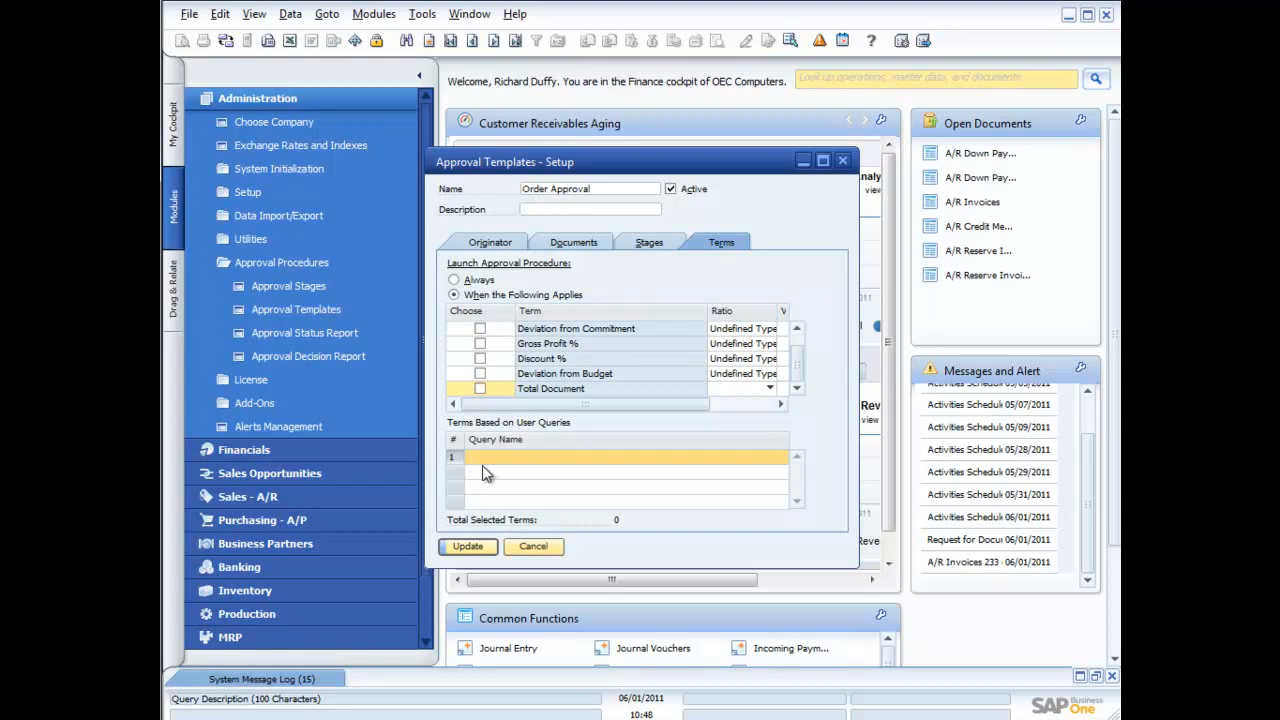 File Edit View Data Goto Modules Tools Window Help
Welcome, Richard Duffy. You are in the Finance cockpit of OEC Computers.
Look up operations, master data, and documents
My Cockpit
Modules
Drag & Relate
Administration
Choose Company
Exchange Rates and Indexes
System Initialization
Setup
Data Import/Export
Utilities
Approval Procedures
Approval Stages
Approval Templates
Approval Status Report
Approval Decision Report
License
Add-Ons
Alerts Management
Financials
Sales Opportunities
Sales - A/R
Purchasing - A/P
Business Partners
Banking
Inventory
Production
MRP
Customer Receivables Aging
Approval Templates - Setup
Name Order Approval Active
Description
Originator Documents Stages Terms
Launch Approval Procedure:
Always
When the Following Applies
Choose Term Ratio V
Deviation from Commitment Undefined Type
Gross Profit % Undefined Type
Discount % Undefined Type
Deviation from Budget Undefined Type
Total Document
Terms Based on User Queries
# Query Name
1
Total Selected Terms: 0
Update Cancel
view
Rev
view
Reve
Open Documents
A/R Down Pay...
A/R Down Pay...
A/R Invoices
A/R Credit Me...
A/R Reserve I...
A/R Reserve Invoi...
Messages and Alert
Activities Schedul 05/03/2011
Activities Schedul 05/07/2011
Activities Schedul 05/09/2011
Activities Schedul 05/28/2011
Activities Schedul 05/29/2011
Activities Schedul 05/31/2011
Activities Schedul 06/01/2011
Request for Docu 06/01/2011
A/R Invoices 233 06/01/2011
Common Functions
Journal Entry Journal Vouchers Incoming Paym...
System Message Log (15)
Query Description (100 Characters) 06/01/2011
10:48
SAP Business One